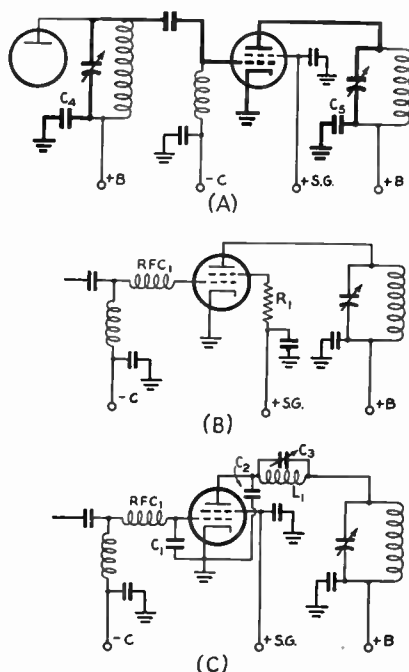 C4
C5
+B
-C
+S.G.
+B
(A)
RFC1
R1
-C
+S.G.
+B
(B)
C2
C3
L1
RFC1
C1
-C
+S.G.
+B
(C)